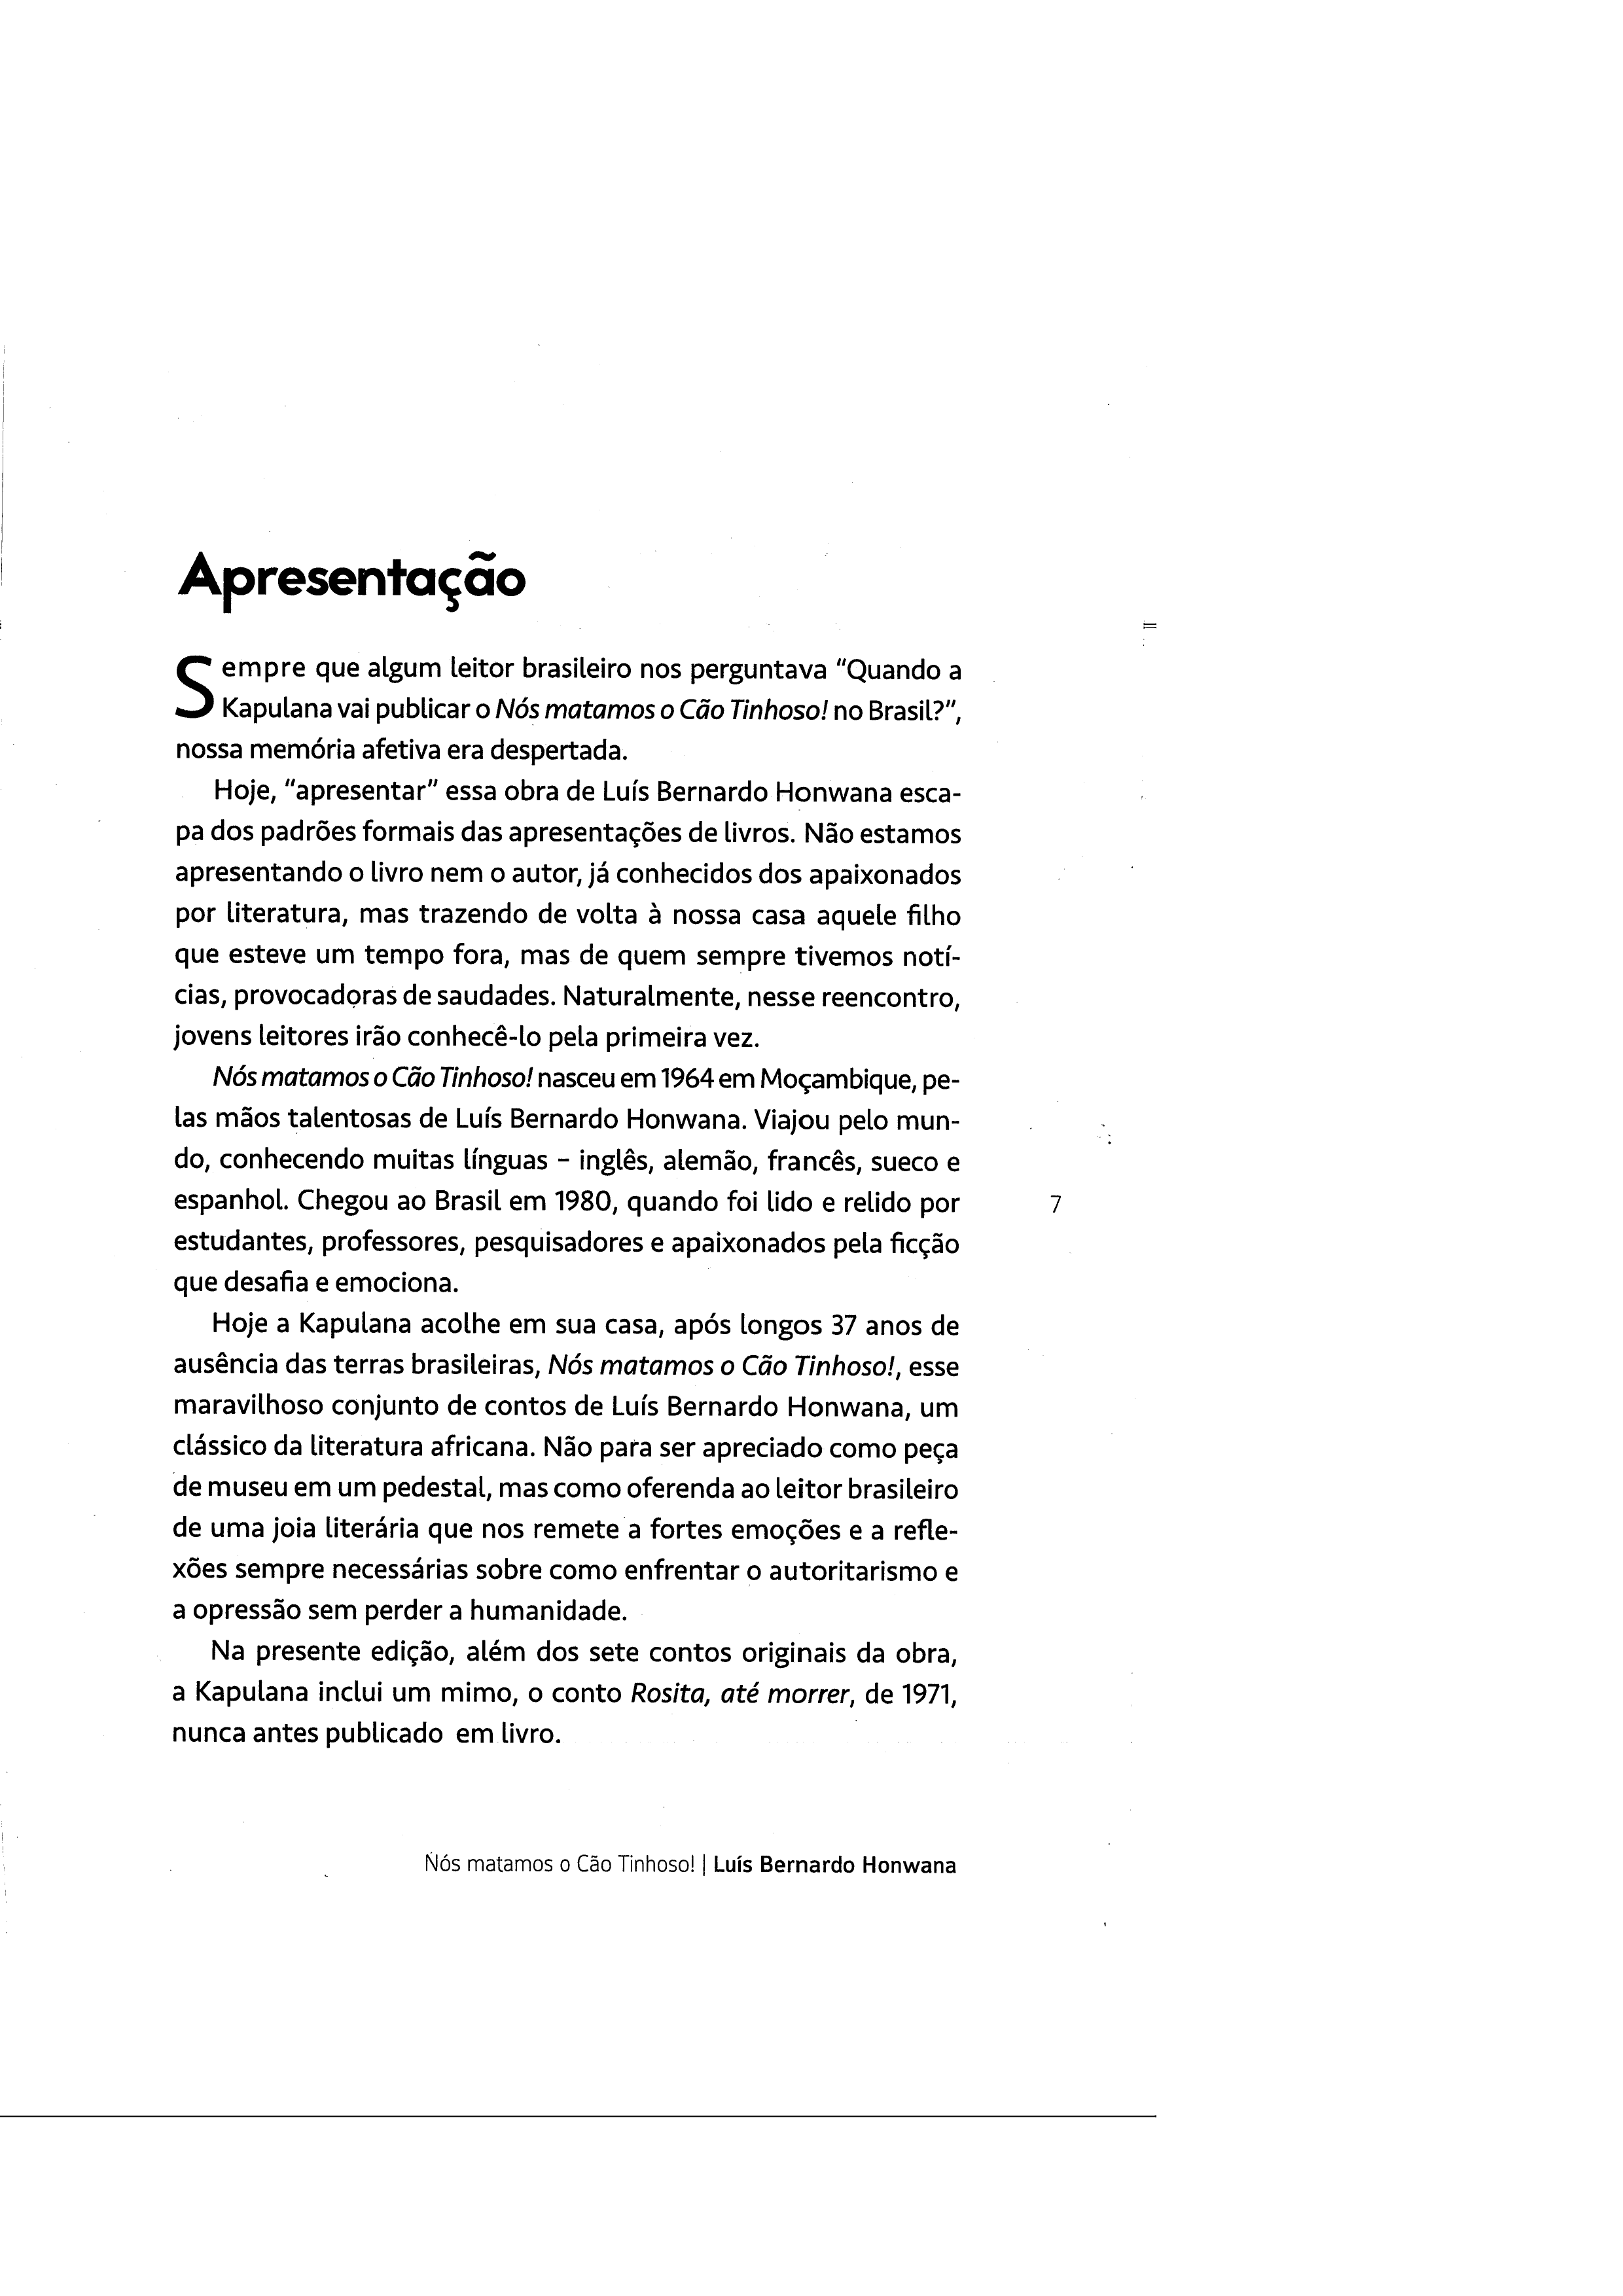 Apresentação
Sempre que algum leitor brasileiro nos perguntava "Quando a
Kapulana vai publicar o Nós matamos o Cão Tinhoso! no Brasil?",
nossa memória afetiva era despertada.
Hoje, "apresentar" essa obra de Luís Bernardo Honwana esca-
pa dos padrões formais das apresentações de livros. Não estamos
apresentando o livro nem o autor, já conhecidos dos apaixonados
por literatura, mas trazendo de volta à nossa casa aquele filho
que esteve um tempo fora, mas de quem sempre tivemos notí-
cias, provocadoras de saudades. Naturalmente, nesse reencontro,
jovens leitores irão conhecê-lo pela primeira vez.
Nós matamos o Cão Tinhoso! nasceu em 1964 em Moçambique, pe-
las mãos talentosas de Luís Bernardo Honwana. Viajou pelo mun-
do, conhecendo muitas línguas – inglês, alemão, francês, sueco e
espanhol. Chegou ao Brasil em 1980, quando foi lido e relido por
estudantes, professores, pesquisadores e apaixonados pela ficção
que desafia e emociona.
Hoje a Kapulana acolhe em sua casa, após longos 37 anos de
ausência das terras brasileiras, Nós matamos o Cão Tinhoso!, esse
maravilhoso conjunto de contos de Luís Bernardo Honwana, um
clássico da literatura africana. Não para ser apreciado como peça
de museu em um pedestal, mas como oferenda ao leitor brasileiro
de uma joia literária que nos remete a fortes emoções e a refle-
xões sempre necessárias sobre como enfrentar o autoritarismo e
a opressão sem perder a humanidade.
Na presente edição, além dos sete contos originais da obra,
a Kapulana inclui um mimo, o conto Rosita, até morrer, de 1971,
nunca antes publicado em livro.
7
Nós matamos o Cão Tinhoso! | Luís Bernardo Honwana